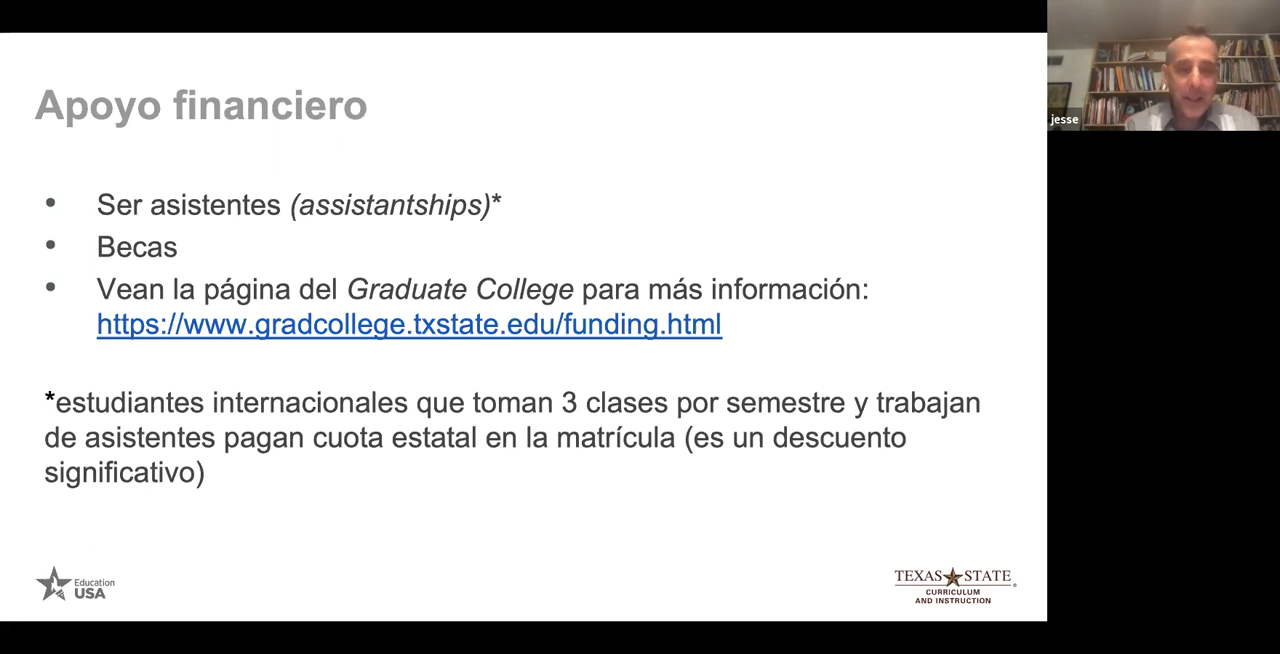 Apoyo financiero
jesse
• Ser asistentes (assistantships)*
• Becas
• Vean la página del Graduate College para más información:
https://www.gradcollege.txstate.edu/funding.html
*estudiantes internacionales que toman 3 clases por semestre y trabajan
de asistentes pagan cuota estatal en la matrícula (es un descuento
significativo)
Education
USA
TEXAS STATE
®
CURRICULUM
AND INSTRUCTION